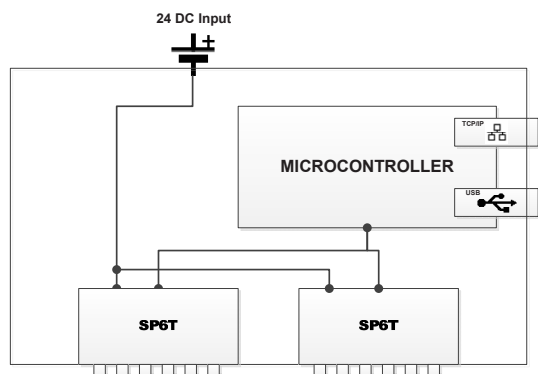 24 DC Input
+
TCP/IP
MICROCONTROLLER
USB
SP6T
SP6T